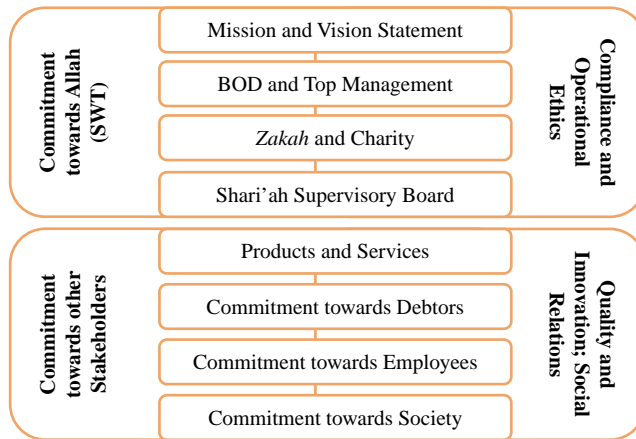 Commitment
towards Allah
(SWT)
Mission and Vision Statement
BOD and Top Management
Zakah and Charity
Shari'ah Supervisory Board
Compliance and
Operational
Ethics
Commitment
towards other
Stakeholders
Products and Services
Commitment towards Debtors
Commitment towards Employees
Commitment towards Society
Quality and
Innovation; Social
Relations